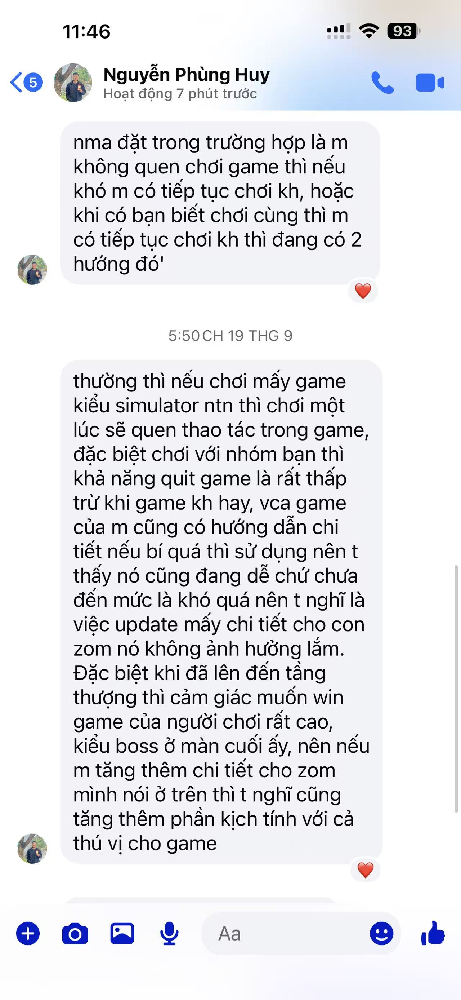 11:46
93
5
Nguyễn Phùng Huy
Hoạt động 7 phút trước
nma đặt trong trường hợp là m
không quen chơi game thì nếu
khó m có tiếp tục chơi kh, hoặc
khi có bạn biết chơi cùng thì m
có tiếp tục chơi kh thì đang có 2
hướng đó'
5:50 CH 19 THG 9
thường thì nếu chơi mấy game
kiểu simulator ntn thì chơi một
lúc sẽ quen thao tác trong game,
đặc biệt chơi với nhóm bạn thì
khả năng quit game là rất thấp
trừ khi game kh hay, vca game
của m cũng có hướng dẫn chi
tiết nếu bí quá thì sử dụng nên t
thấy nó cũng đang dễ chứ chưa
đến mức là khó quá nên t nghĩ là
việc update mấy chi tiết cho con
zom nó không ảnh hưởng lắm.
Đặc biệt khi đã lên đến tầng
thượng thì cảm giác muốn win
game của người chơi rất cao,
kiểu boss ở màn cuối ấy, nên nếu
m tăng thêm chi tiết cho zom
mình nói ở trên thì t nghĩ cũng
tăng thêm phần kịch tính với cả
thú vị cho game
Aa